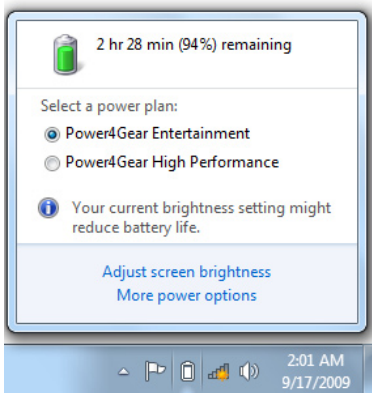 2 hr 28 min (94%) remaining
Select a power plan:
Power4Gear Entertainment
Power4Gear High Performance
Your current brightness setting might
reduce battery life.
Adjust screen brightness
More power options
2:01 AM
9/17/2009